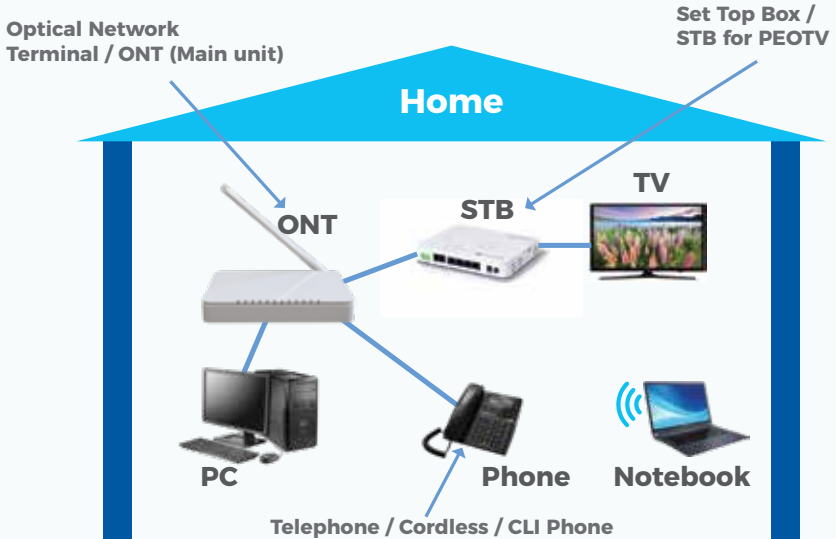 Optical Network
Terminal / ONT (Main unit)
Set Top Box /
STB for PEOTV
Home
ONT
STB
TV
PC
Phone
Notebook
Telephone / Cordless / CLI Phone